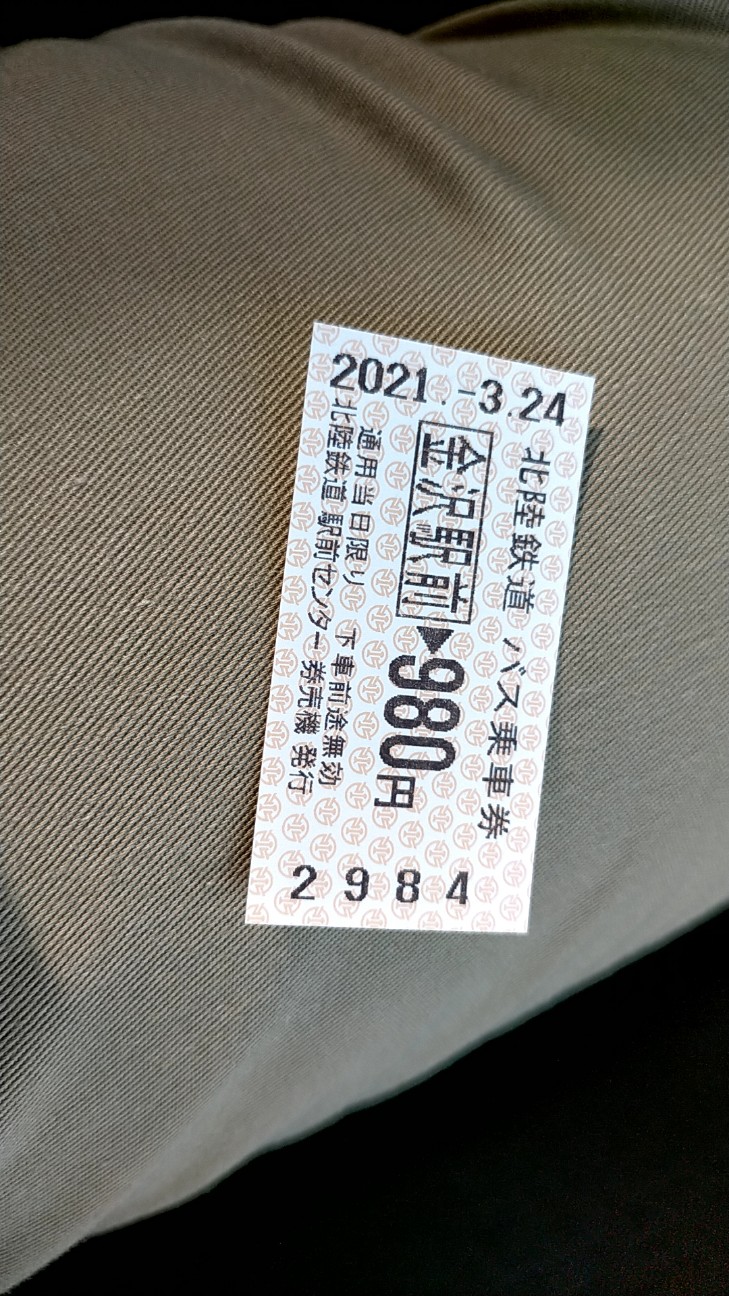 2021.-3.24
北陸鉄道 バス乗車券
金沢駅前▶980円
通用当日限り 下車前途無効
北陸鉄道 駅前センター 券売機 発行
2984